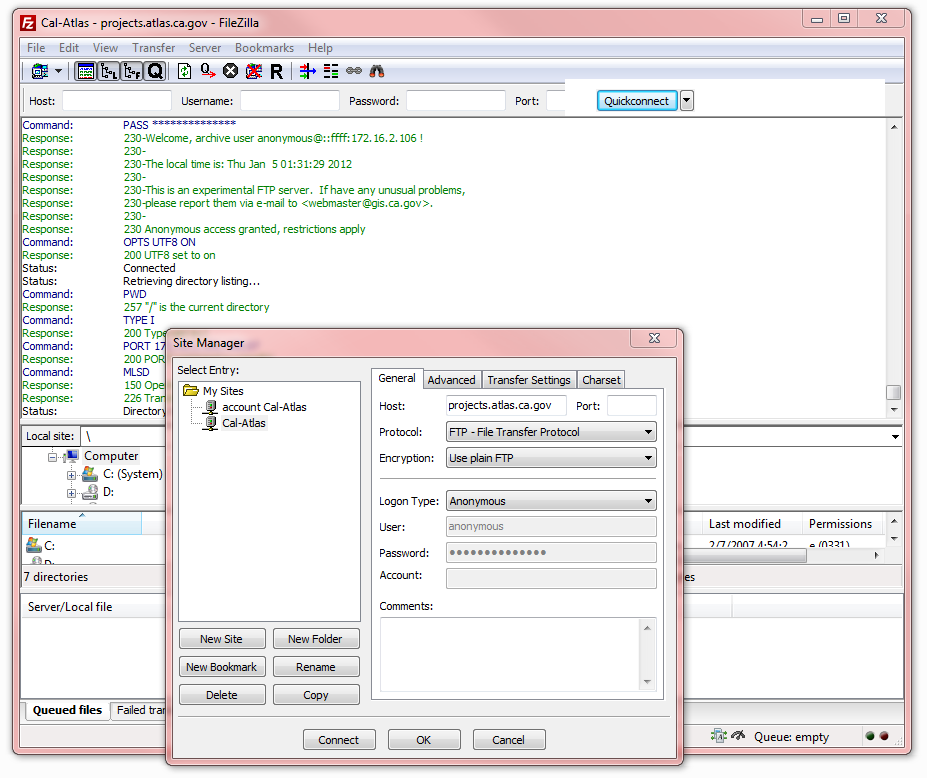 Cal-Atlas - projects.atlas.ca.gov - FileZilla
File Edit View Transfer Server Bookmarks Help
Host: Username: Password: Port: Quickconnect
Command: PASS **************
Response: 230-Welcome, archive user anonymous@::ffff:172.16.2.106 !
Response: 230-
Response: 230-The local time is: Thu Jan 5 01:31:29 2012
Response: 230-
Response: 230-This is an experimental FTP server. If have any unusual problems,
Response: 230-please report them via e-mail to <webmaster@gis.ca.gov>.
Response: 230-
Response: 230 Anonymous access granted, restrictions apply
Command: OPTS UTF8 ON
Response: 200 UTF8 set to on
Status: Connected
Status: Retrieving directory listing...
Command: PWD
Response: 257 "/" is the current directory
Command: TYPE I
Response: 200 Type
Command: PORT 17
Response: 200 POR
Command: MLSD
Response: 150 Ope
Response: 226 Tran
Status: Directory
Local site: \
Computer
C: (System)
D:
Filename
C:
D:
7 directories
Server/Local file
Queued files Failed tran
Last modified Permissions
2/7/2007 4:54:2 e (0331)
es
Queue: empty
Site Manager
Select Entry:
My Sites
account Cal-Atlas
Cal-Atlas
New Site New Folder
New Bookmark Rename
Delete Copy
General Advanced Transfer Settings Charset
Host: projects.atlas.ca.gov Port:
Protocol: FTP - File Transfer Protocol
Encryption: Use plain FTP
Logon Type: Anonymous
User: anonymous
Password: ••••••••••••••
Account:
Comments:
Connect OK Cancel